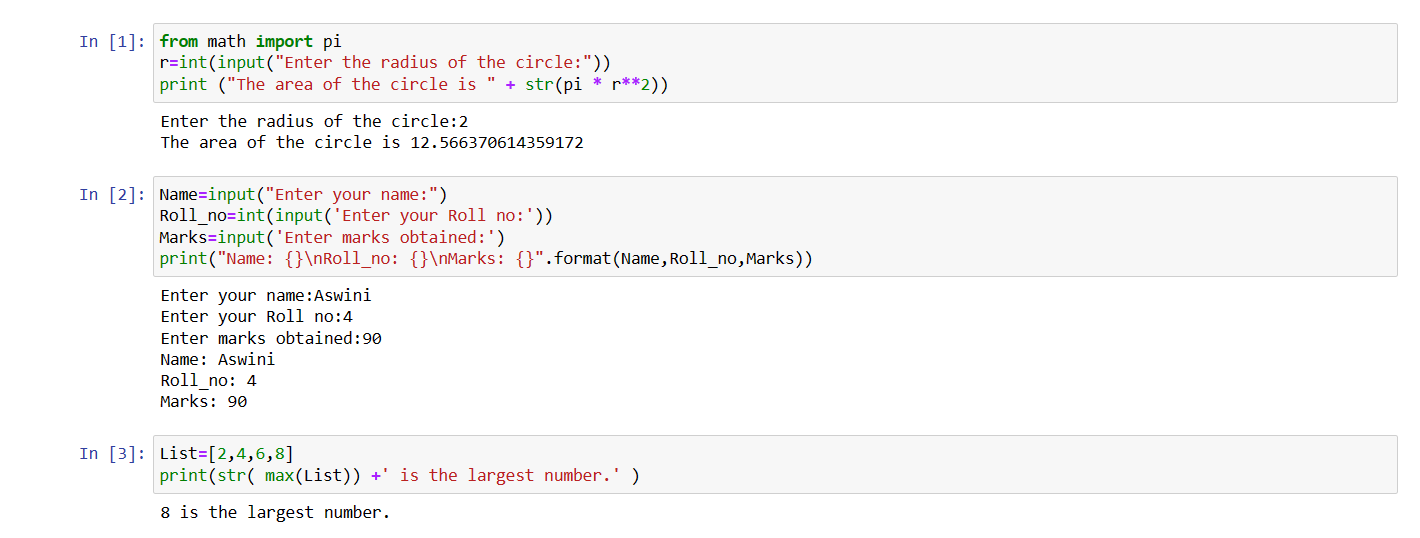 In [1]: from math import pi
r=int(input("Enter the radius of the circle:"))
print ("The area of the circle is " + str(pi * r**2))
Enter the radius of the circle:2
The area of the circle is 12.566370614359172
In [2]: Name=input("Enter your name:")
Roll_no=int(input('Enter your Roll no:'))
Marks=input('Enter marks obtained:')
print("Name: {}\nRoll_no: {}\nMarks: {}".format(Name,Roll_no,Marks))
Enter your name:Aswini
Enter your Roll no:4
Enter marks obtained:90
Name: Aswini
Roll_no: 4
Marks: 90
In [3]: List=[2,4,6,8]
print(str( max(List)) +' is the largest number.' )
8 is the largest number.